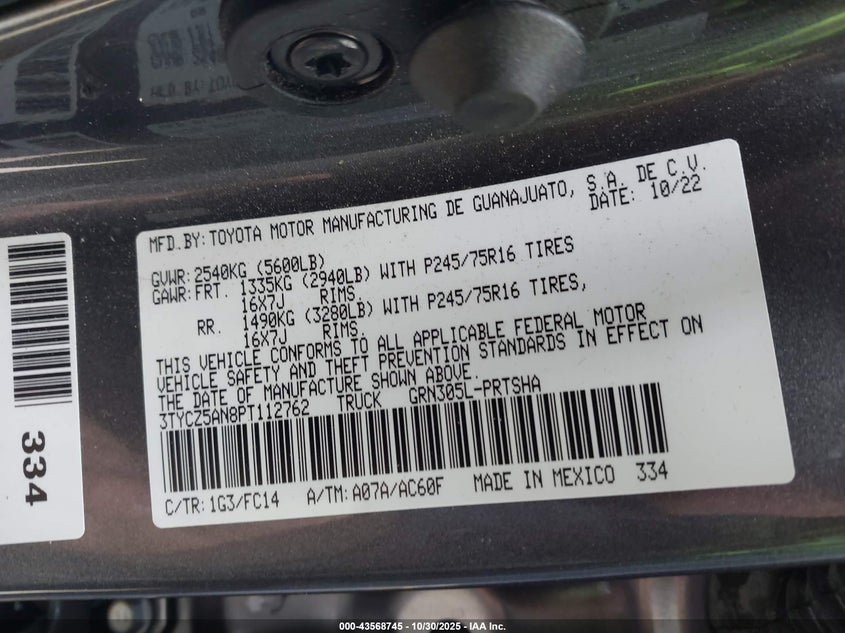 MFD.BY:TOYOTA MOTOR MANUFACTURING DE GUANAJUATO, S.A. DE C.V.
DATE: 10/22
GVWR:2540KG (5600LB)
GAWR:FRT. 1335KG (2940LB) WITH P245/75R16 TIRES
16X7J RIMS,
RR. 1490KG (3280LB) WITH P245/75R16 TIRES,
16X7J RIMS.
THIS VEHICLE CONFORMS TO ALL APPLICABLE FEDERAL MOTOR
VEHICLE SAFETY AND THEFT PREVENTION STANDARDS IN EFFECT ON
THE DATE OF MANUFACTURE SHOWN ABOVE.
3TYCZ5AN8PT112762 TRUCK GRN305L-PRTSHA
C/TR:1G3/FC14 A/TM:A07A/AC60F MADE IN MEXICO 334
334
000-43568745 - 10/30/2025 - IAA Inc.